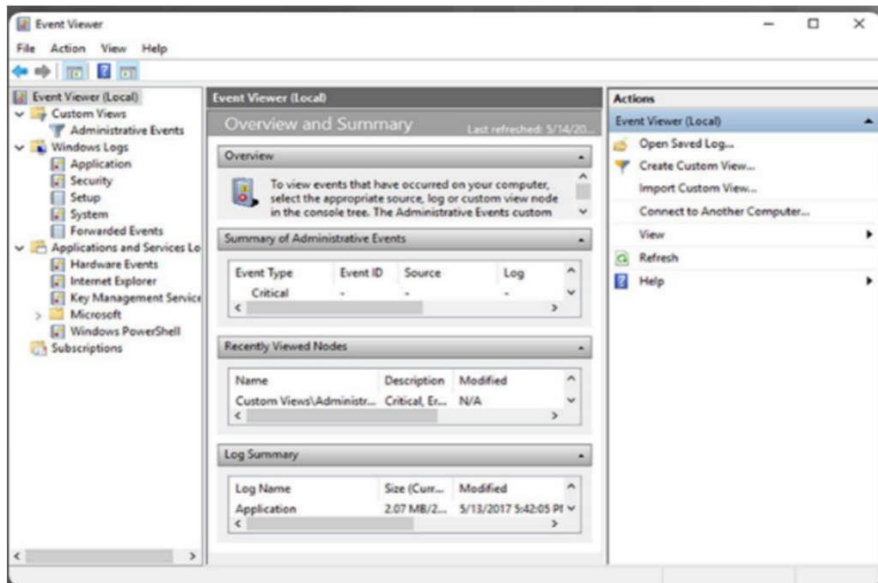 Event Viewer
File Action View Help
Event Viewer (Local)
Custom Views
Administrative Events
Windows Logs
Application
Security
Setup
System
Forwarded Events
Applications and Services Lo
Hardware Events
Internet Explorer
Key Management Service
Microsoft
Windows PowerShell
Subscriptions
Event Viewer (Local)
Overview and Summary Last refreshed: 5/14/20...
Overview
To view events that have occurred on your computer,
select the appropriate source, log or custom view node
in the console tree. The Administrative Events custom
Summary of Administrative Events
Event Type Event ID Source Log
Critical - - -
Recently Viewed Nodes
Name Description Modified
Custom Views\Administr... Critical, Er... N/A
Log Summary
Log Name Size (Curr... Modified
Application 2.07 MB/2... 5/13/2017 5:42:05 PM
Actions
Event Viewer (Local)
Open Saved Log...
Create Custom View...
Import Custom View...
Connect to Another Computer...
View
Refresh
Help